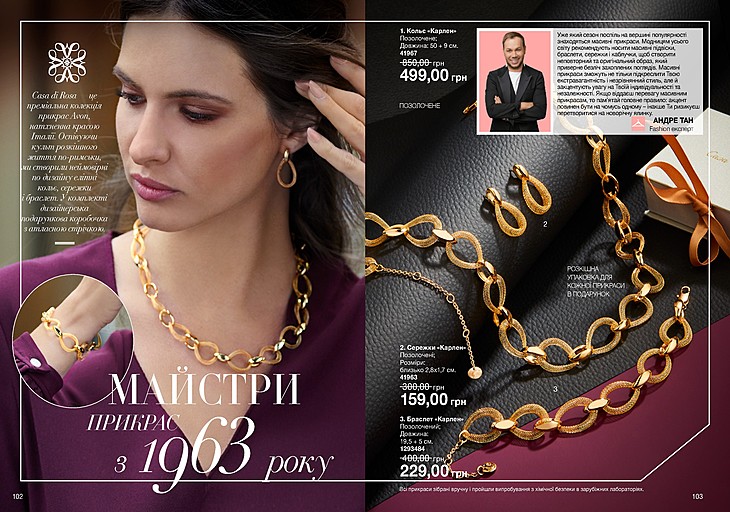 Casa di Rosa — це
преміальна колекція
прикрас Avon,
натхненна красою
Італії. Оспівуючи
культ розкішного
життя по-римськи,
ми створили неймовірні
по дизайну елітні
кольє, сережки
і браслет. У комплекті
дизайнерська
подарункова коробочка
з атласною стрічкою.
МАЙСТРИ
ПРИКРАС
з 1963 року
102
1. Кольє «Карлен»
Позолочене;
Довжина: 50 + 9 см.
41967
850,00 грн
499,00 грн
ПОЗОЛОЧЕНЕ
Уже який сезон поспіль на вершині популярності
знаходяться масивні прикраси. Модницям усього
світу рекомендують носити масивні підвіски,
браслети, сережки і каблучки, щоб створити
неповторний та оригінальний образ, який
приверне безліч захоплених поглядів. Масивні
прикраси зможуть не тільки підкреслити Твою
екстравагантність і незрівнянний стиль, але й
закцентують увагу на Твоїй індивідуальності та
незалежності. Якщо віддаєш перевагу масивним
прикрасам, то пам'ятай головне правило: акцент
повинен бути на чомусь одному – інакше Ти ризикуєш
перетворитися на новорічну ялинку.
АНДРЕ ТАН
Fashion експерт
2
РОЗКІШНА
УПАКОВКА ДЛЯ
КОЖНОЇ ПРИКРАСИ
В ПОДАРУНОК
2. Сережки «Карлен»
Позолочені;
Розміри:
близько 2,8х1,7 см.
41963
300,00 грн
159,00 грн
3
3. Браслет «Карлен»
Позолочений;
Довжина:
19,5 + 5 см.
1293484
400,00 грн
229,00 грн
Всі прикраси зібрані вручну і пройшли випробування з хімічної безпеки в зарубіжних лабораторіях.
103